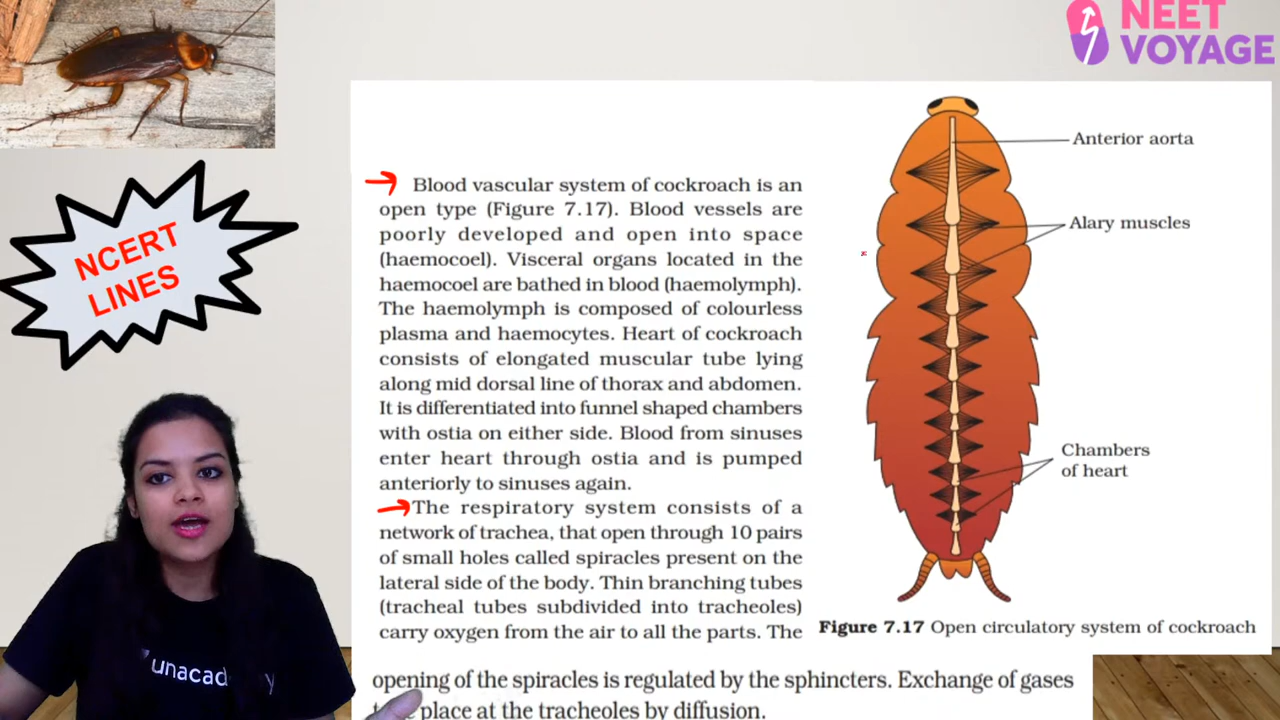 NEET
VOYAGE
NCERT
LINES
Blood vascular system of cockroach is an
open type (Figure 7.17). Blood vessels are
poorly developed and open into space
(haemocoel). Visceral organs located in the
haemocoel are bathed in blood (haemolymph).
The haemolymph is composed of colourless
plasma and haemocytes. Heart of cockroach
consists of elongated muscular tube lying
along mid dorsal line of thorax and abdomen.
It is differentiated into funnel shaped chambers
with ostia on either side. Blood from sinuses
enter heart through ostia and is pumped
anteriorly to sinuses again.
The respiratory system consists of a
network of trachea, that open through 10 pairs
of small holes called spiracles present on the
lateral side of the body. Thin branching tubes
(tracheal tubes subdivided into tracheoles)
carry oxygen from the air to all the parts. The
opening of the spiracles is regulated by the sphincters. Exchange of gases
place at the tracheoles by diffusion.
Anterior aorta
Alary muscles
Chambers
of heart
Figure 7.17 Open circulatory system of cockroach
unacad y